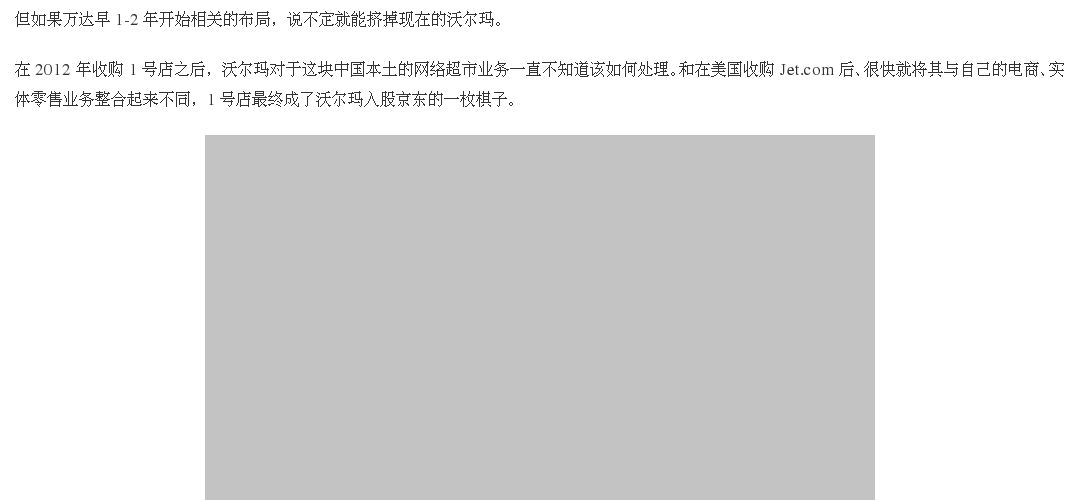 但如果万达早 1-2 年开始相关的布局，说不定就能挤掉现在的沃尔玛。
在 2012 年收购 1 号店之后，沃尔玛对于这块中国本土的网络超市业务一直不知道该如何处理。和在美国收购 Jet.com 后、很快就将其与自己的电商、实
体零售业务整合起来不同，1 号店最终成了沃尔玛入股京东的一枚棋子。